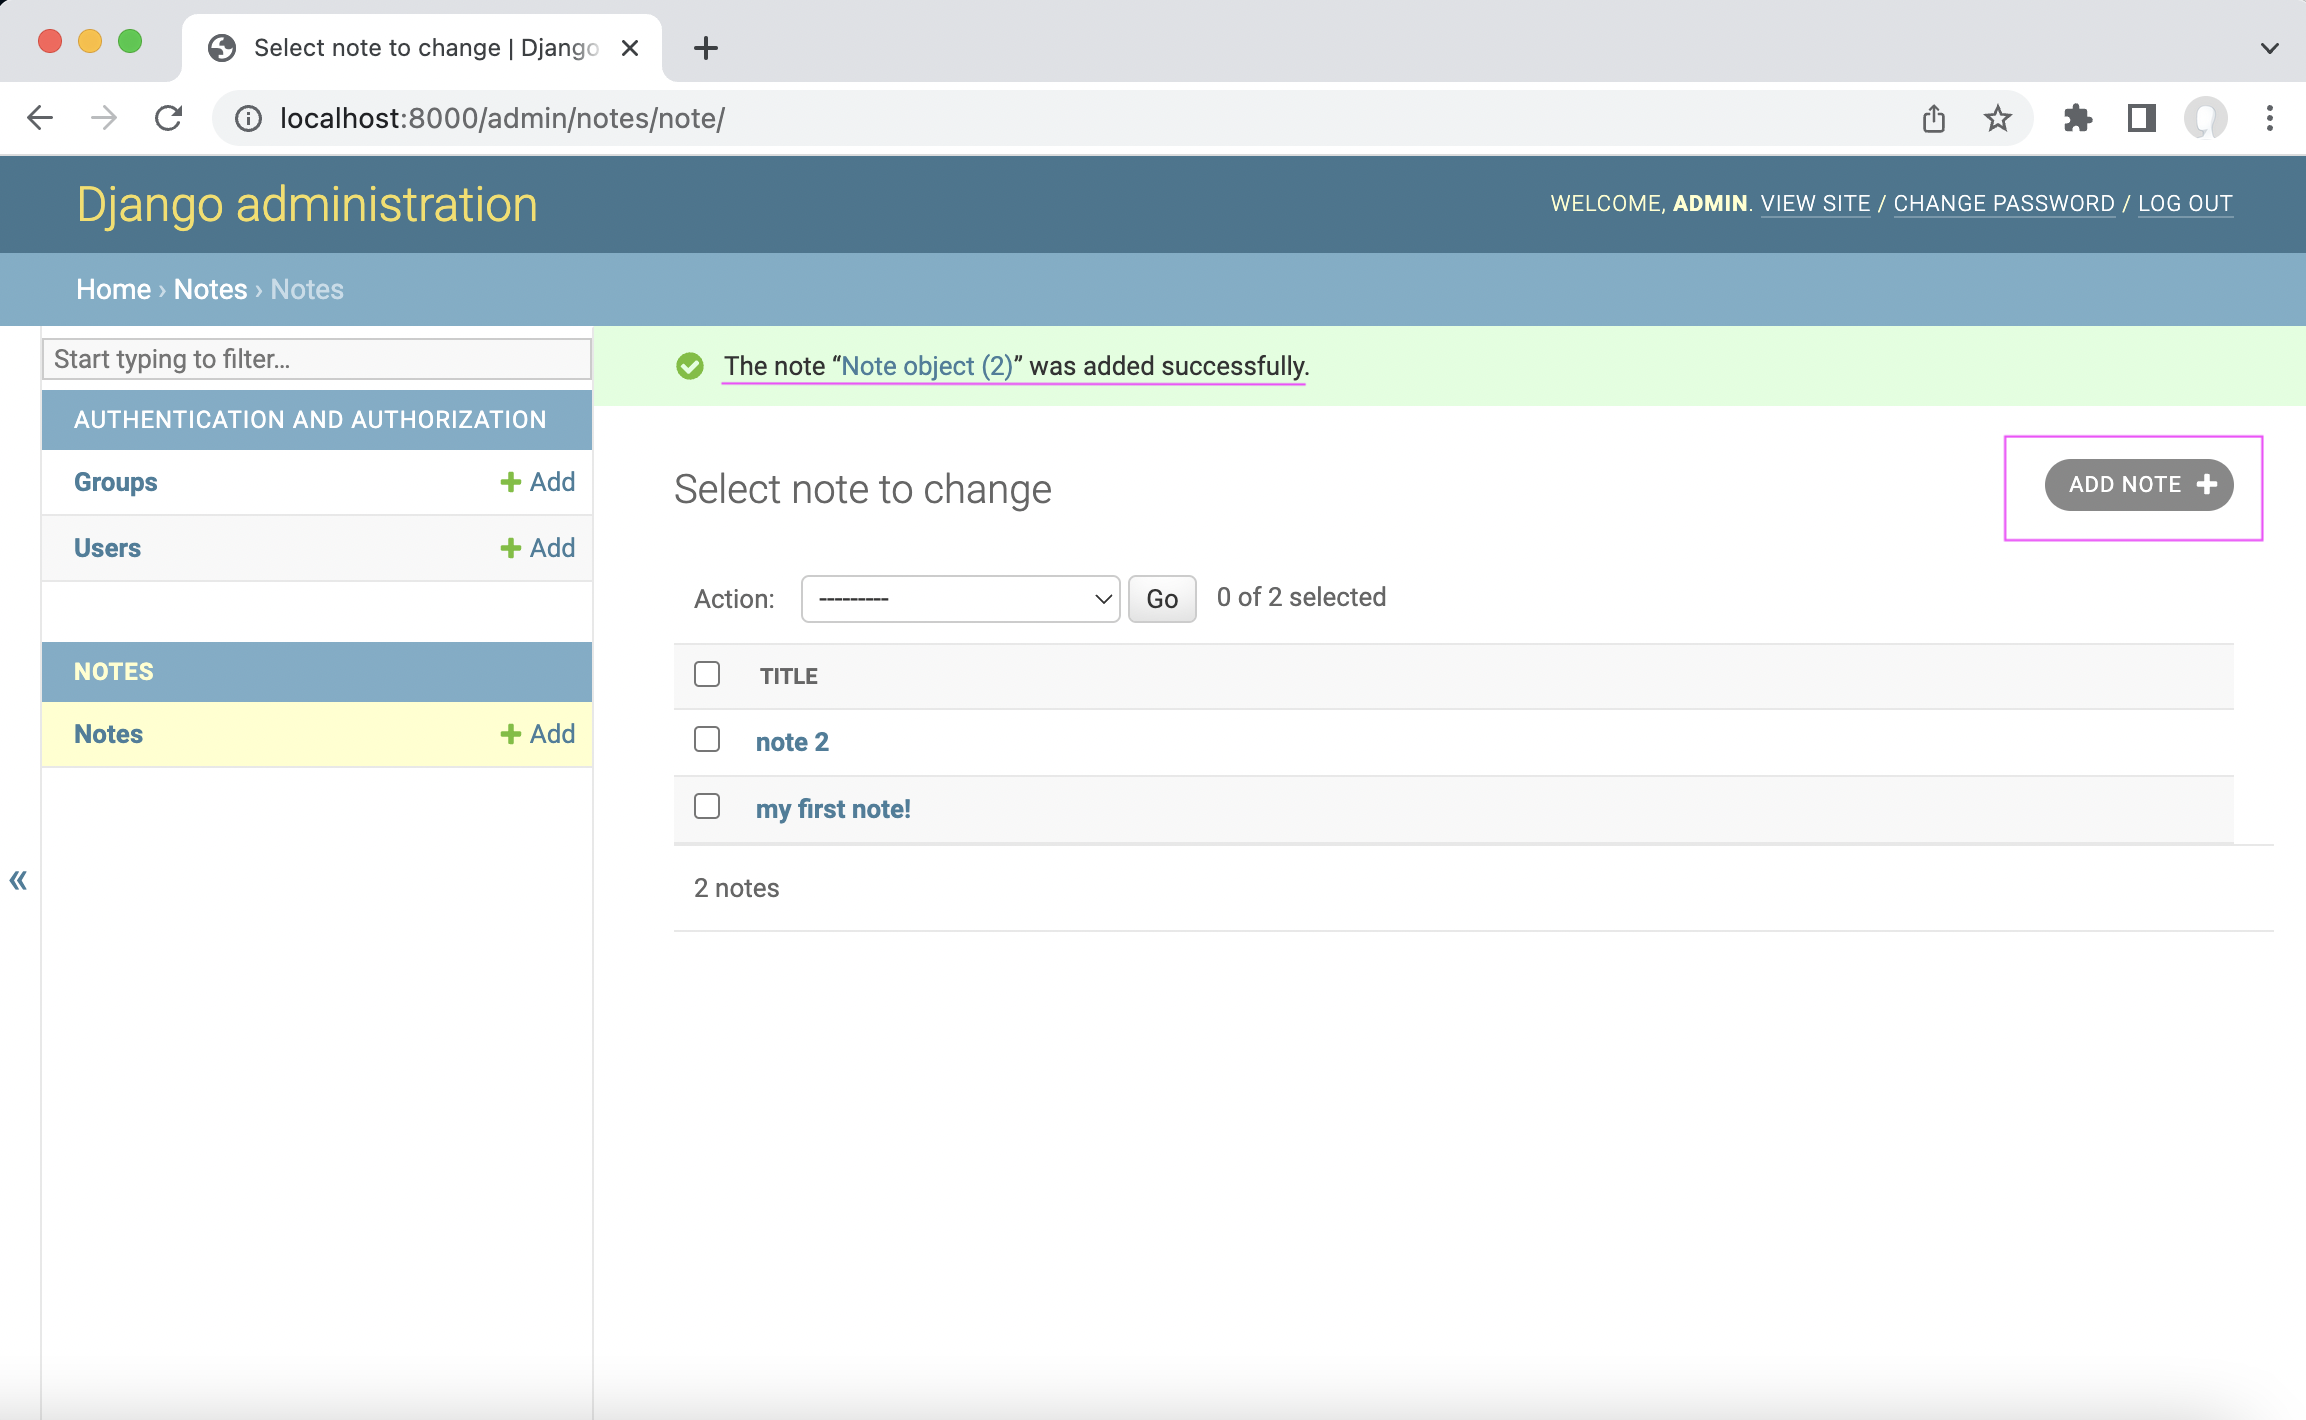 Select note to change | Django
localhost:8000/admin/notes/note/
Django administration
WELCOME, ADMIN. VIEW SITE / CHANGE PASSWORD / LOG OUT
Home › Notes › Notes
Start typing to filter...
AUTHENTICATION AND AUTHORIZATION
Groups
Add
Users
Add
NOTES
Notes
Add
The note “Note object (2)” was added successfully.
Select note to change
ADD NOTE
Action:
---------
Go
0 of 2 selected
TITLE
note 2
my first note!
2 notes